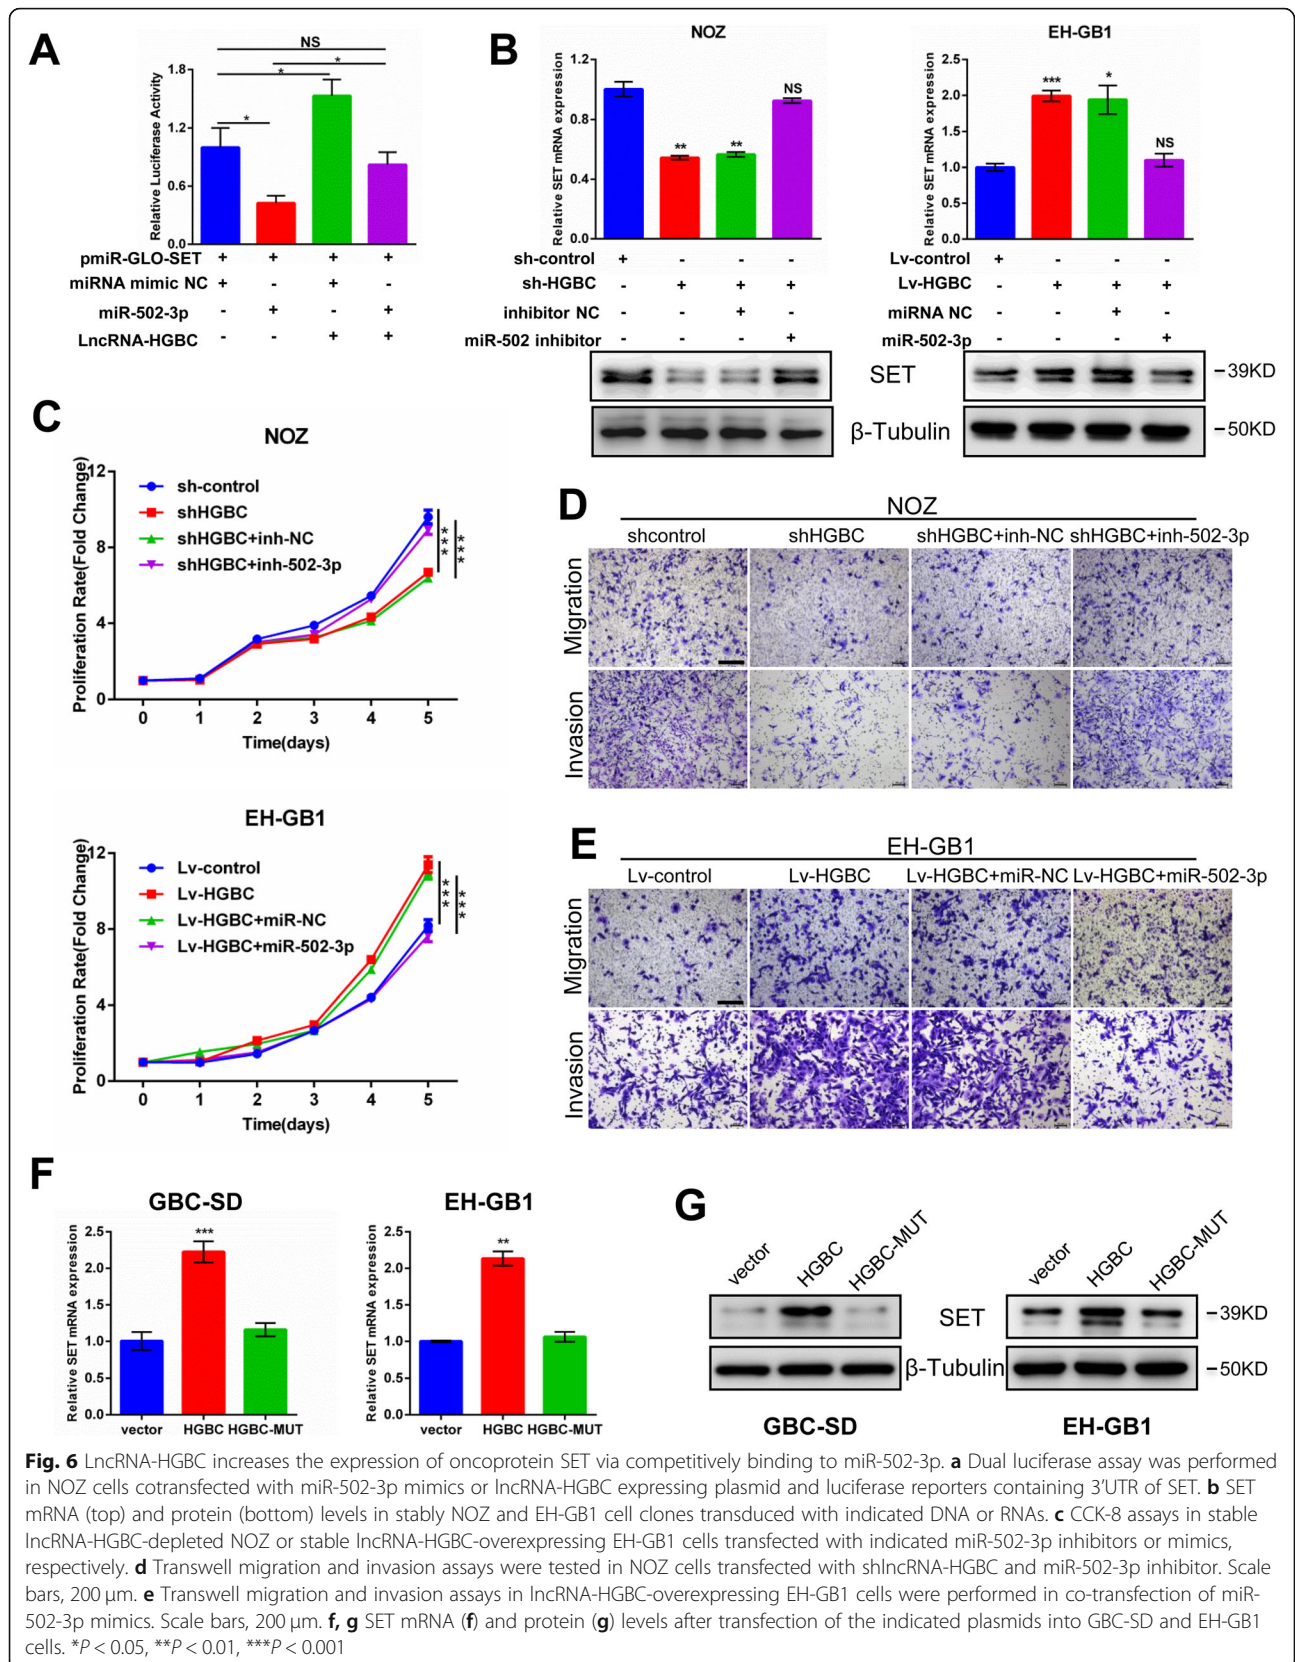 A
NS
*
*
*
Relative Luciferase Activity
1.8
1.2
0.6
0.0
pmiR-GLO-SET + + + +
miRNA mimic NC + - + -
miR-502-3p - + - +
LncRNA-HGBC - - + +
B
NOZ
Relative SET mRNA expression
1.2
0.8
0.4
0.0
** ** NS
sh-control + - - -
sh-HGBC - + + +
inhibitor NC - - + -
miR-502 inhibitor - - - +
EH-GB1
Relative SET mRNA expression
2.5
2.0
1.5
1.0
0.5
0.0
*** * NS
Lv-control + - - -
Lv-HGBC - + + +
miRNA NC - - + -
miR-502-3p - - - +
SET
39KD
β-Tubulin
50KD
C
NOZ
Proliferation Rate(Fold Change)
12
8
4
0
sh-control
shHGBC
shHGBC+inh-NC
shHGBC+inh-502-3p
***
***
0 1 2 3 4 5
Time(days)
EH-GB1
Proliferation Rate(Fold Change)
12
8
4
0
Lv-control
Lv-HGBC
Lv-HGBC+miR-NC
Lv-HGBC+miR-502-3p
***
***
0 1 2 3 4 5
Time(days)
D
NOZ
shcontrol shHGBC shHGBC+inh-NC shHGBC+inh-502-3p
Migration
Invasion
E
EH-GB1
Lv-control Lv-HGBC Lv-HGBC+miR-NC Lv-HGBC+miR-502-3p
Migration
Invasion
F
GBC-SD
Relative SET mRNA expression
2.5
2.0
1.5
1.0
0.5
0.0
***
vector HGBC HGBC-MUT
EH-GB1
Relative SET mRNA expression
2.5
2.0
1.5
1.0
0.5
0.0
**
vector HGBC HGBC-MUT
G
vector HGBC HGBC-MUT
vector HGBC HGBC-MUT
SET
39KD
β-Tubulin
50KD
GBC-SD
EH-GB1
Fig. 6 LncRNA-HGBC increases the expression of oncoprotein SET via competitively binding to miR-502-3p. a Dual luciferase assay was performed
in NOZ cells cotransfected with miR-502-3p mimics or lncRNA-HGBC expressing plasmid and luciferase reporters containing 3'UTR of SET. b SET
mRNA (top) and protein (bottom) levels in stably NOZ and EH-GB1 cell clones transduced with indicated DNA or RNAs. c CCK-8 assays in stable
lncRNA-HGBC-depleted NOZ or stable lncRNA-HGBC-overexpressing EH-GB1 cells transfected with indicated miR-502-3p inhibitors or mimics,
respectively. d Transwell migration and invasion assays were tested in NOZ cells transfected with shlncRNA-HGBC and miR-502-3p inhibitor. Scale
bars, 200 μm. e Transwell migration and invasion assays in lncRNA-HGBC-overexpressing EH-GB1 cells were performed in co-transfection of miR-
502-3p mimics. Scale bars, 200 μm. f, g SET mRNA (f) and protein (g) levels after transfection of the indicated plasmids into GBC-SD and EH-GB1
cells. *P < 0.05, **P < 0.01, ***P < 0.001